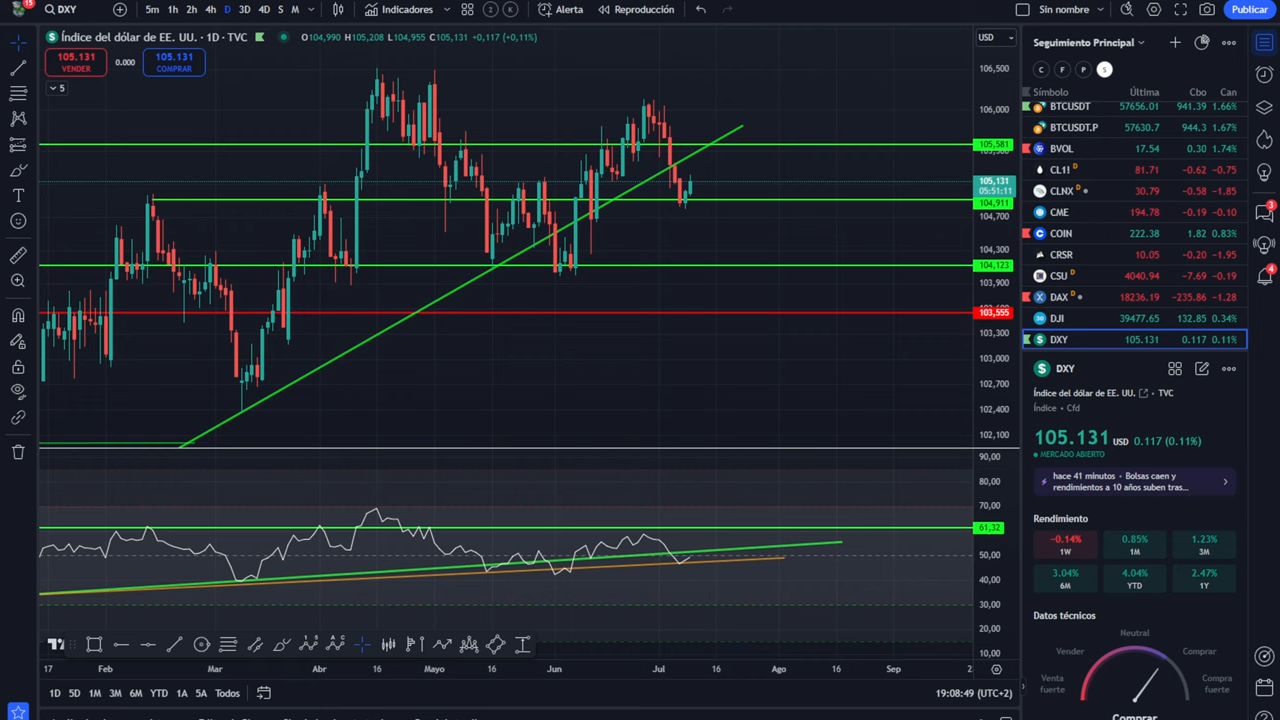 15
DXY
5m 1h 2h 4h D 3D 4D S M
Indicadores
2 K
Alerta
Reproducción
Sin nombre
Publicar
Índice del dólar de EE. UU. · 1D · TVC
O104,990 H105,208 L104,955 C105,131 +0,117 (+0,11%)
105.131
VENDER
0.000
105.131
COMPRAR
5
USD
106,500
106,000
105,581
105,131
05:51:11
104,911
104,700
104,300
104,123
103,900
103,555
103,300
103,000
102,700
102,400
102,100
90,00
80,00
70,00
61,32
50,00
40,00
30,00
20,00
10,00
17 Feb Mar Abr 16 Mayo 16 Jun Jul 16 Ago 16 Sep 2
1D 5D 1M 3M 6M YTD 1A 5A Todos
19:08:49 (UTC+2)
Seguimiento Principal
C F P S
Símbolo Última Cbo Can
BTCUSDT 57656.01 941.39 1.66%
BTCUSDT.P 57630.7 944.3 1.67%
BVOL 17.54 0.30 1.74%
CL1! D 81.71 −0.62 −0.75
CLNX D 30.79 −0.58 −1.85
CME 194.78 −0.19 −0.10
COIN 222.38 1.82 0.83%
CRSR 10.05 −0.20 −1.95
CSU D 4040.94 −7.69 −0.19
DAX D 18236.19 −235.86 −1.28
DJI 39477.65 132.85 0.34%
DXY 105.131 0.117 0.11%
DXY
Índice del dólar de EE. UU. · TVC
Índice · Cfd
105.131 USD 0.117 (0.11%)
MERCADO ABIERTO
hace 41 minutos · Bolsas caen y
rendimientos a 10 años suben tras...
Rendimiento
−0.14% 0.85% 1.23%
1W 1M 3M
3.04% 4.04% 2.47%
6M YTD 1Y
Datos técnicos
Neutral
Vender Comprar
Venta
fuerte
Compra
fuerte
Comprar
3
4